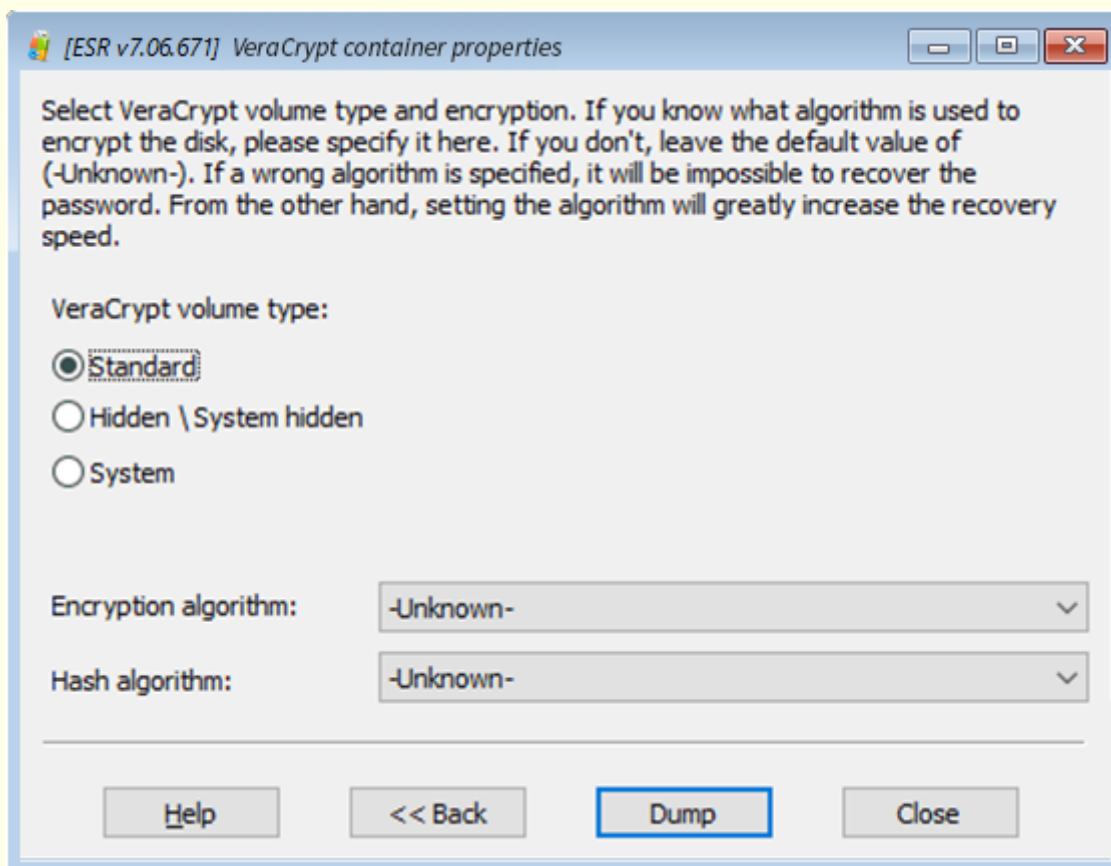 [ESR v7.06.671] VeraCrypt container properties
Select VeraCrypt volume type and encryption. If you know what algorithm is used to
encrypt the disk, please specify it here. If you don't, leave the default value of
(-Unknown-). If a wrong algorithm is specified, it will be impossible to recover the
password. From the other hand, setting the algorithm will greatly increase the recovery
speed.
VeraCrypt volume type:
Standard
Hidden \ System hidden
System
Encryption algorithm: -Unknown-
Hash algorithm: -Unknown-
Help << Back Dump Close